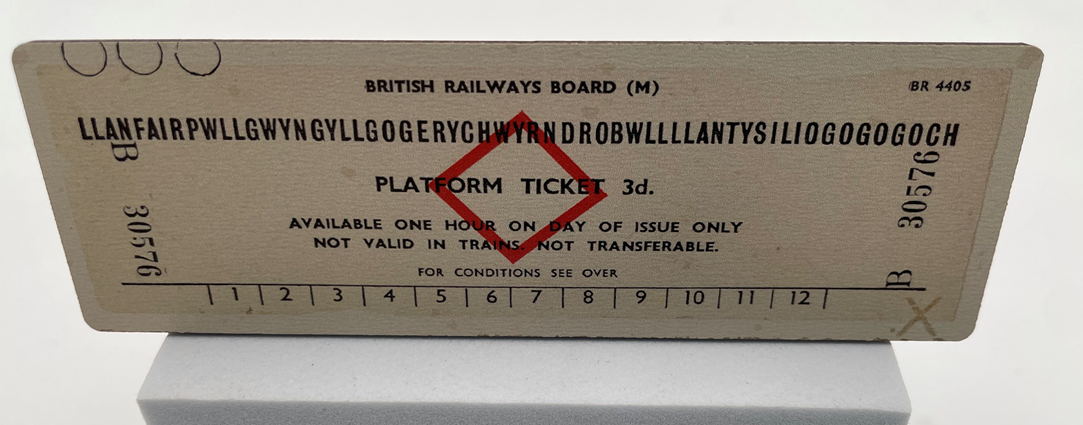 BRITISH RAILWAYS BOARD (M)
BR 4405
LLANFAIRPWLLGWYNGYLLGOGERYCHWYRNDROBWLLLLANTYSILIOGOGOGOCH
PLATFORM TICKET 3d.
AVAILABLE ONE HOUR ON DAY OF ISSUE ONLY
NOT VALID IN TRAINS. NOT TRANSFERABLE.
FOR CONDITIONS SEE OVER
1 2 3 4 5 6 7 8 9 10 11 12
B 30576
B 30576
X